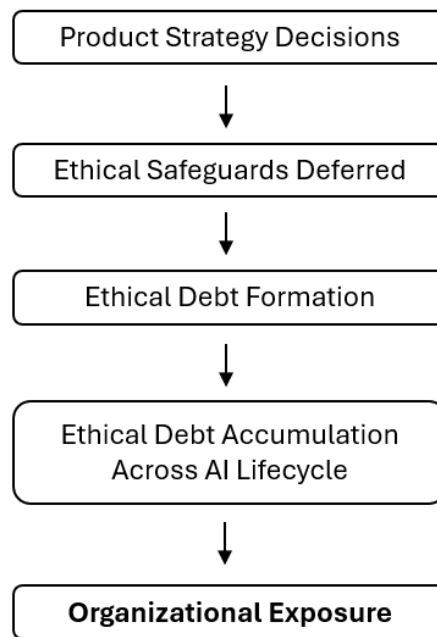 Product Strategy Decisions
Ethical Safeguards Deferred
Ethical Debt Formation
Ethical Debt Accumulation
Across AI Lifecycle
Organizational Exposure